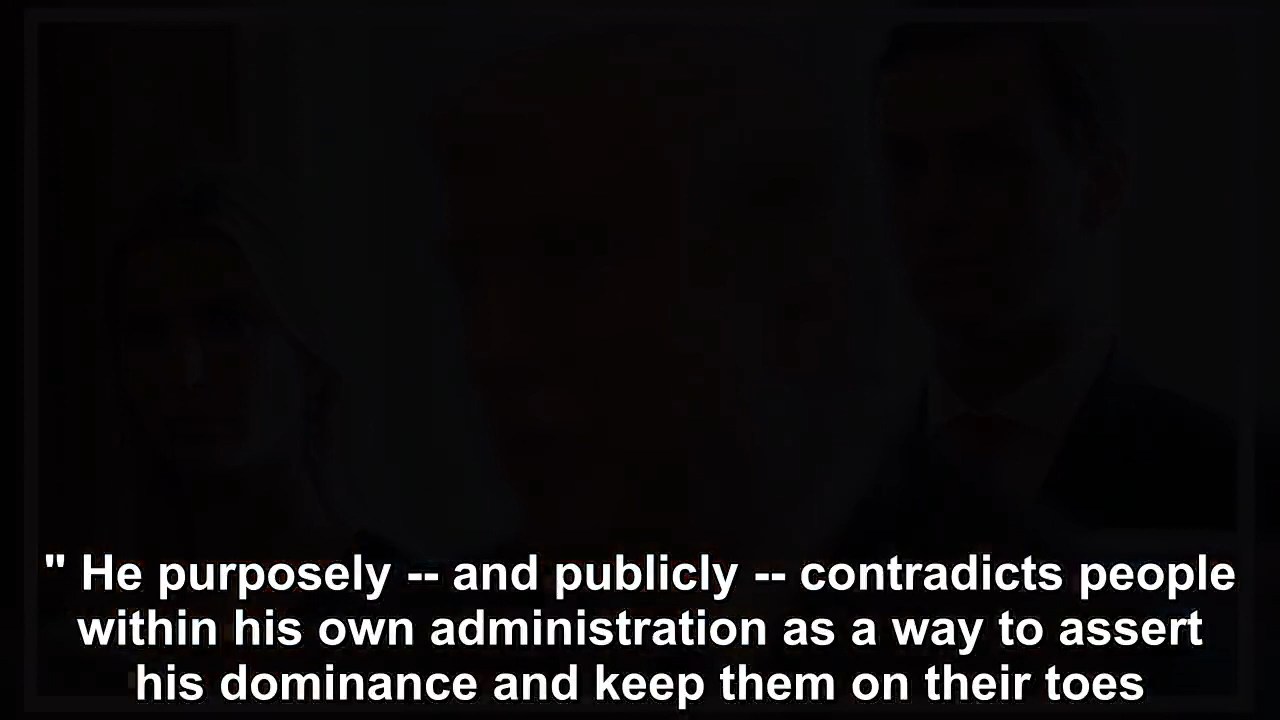 " He purposely -- and publicly -- contradicts people
within his own administration as a way to assert
his dominance and keep them on their toes